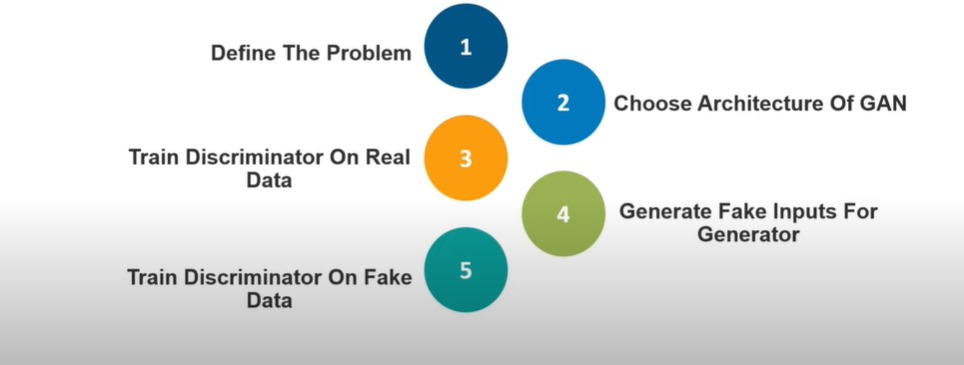 1
Define The Problem
2
Choose Architecture Of GAN
3
Train Discriminator On Real
Data
4
Generate Fake Inputs For
Generator
5
Train Discriminator On Fake
Data